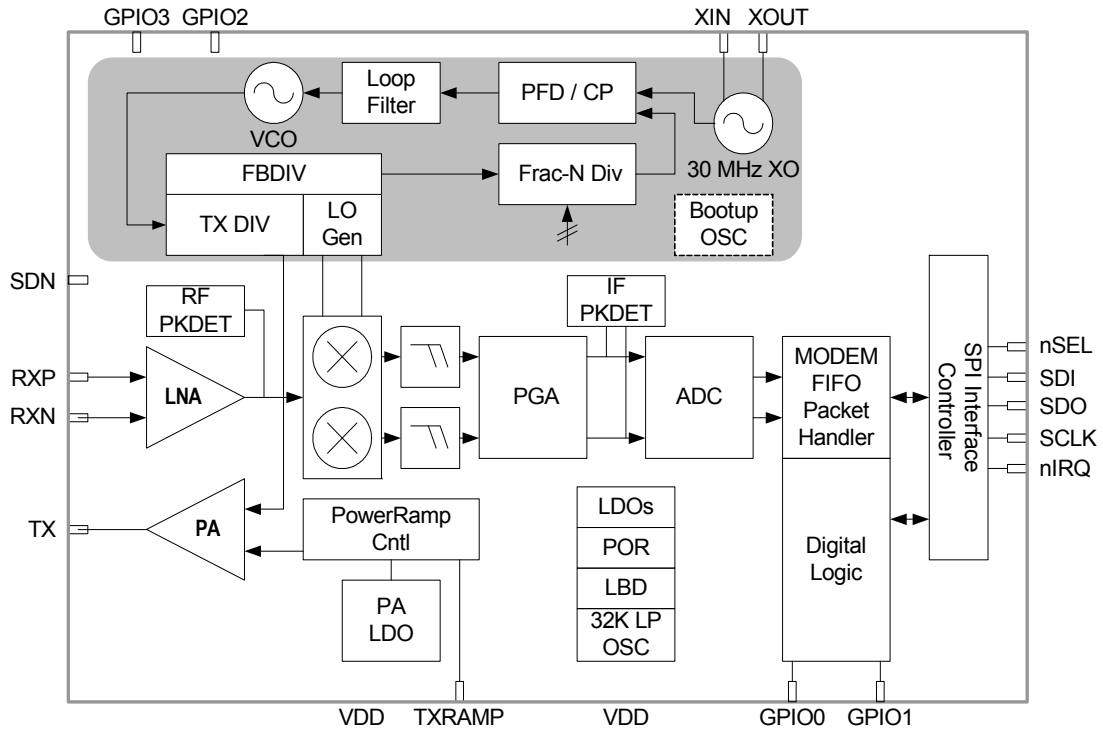 GPIO3 GPIO2
XIN XOUT
Loop
Filter
PFD / CP
VCO
30 MHz XO
FBDIV
Frac-N Div
TX DIV
LO
Gen
Bootup
OSC
SDN
RF
PKDET
IF
PKDET
RXP
RXN
LNA
PGA
ADC
MODEM
FIFO
Packet
Handler
SPI Interface
Controller
nSEL
SDI
SDO
SCLK
nIRQ
TX
PA
PowerRamp
Cntl
PA
LDO
LDOs
POR
LBD
32K LP
OSC
Digital
Logic
VDD
TXRAMP
VDD
GPIO0
GPIO1